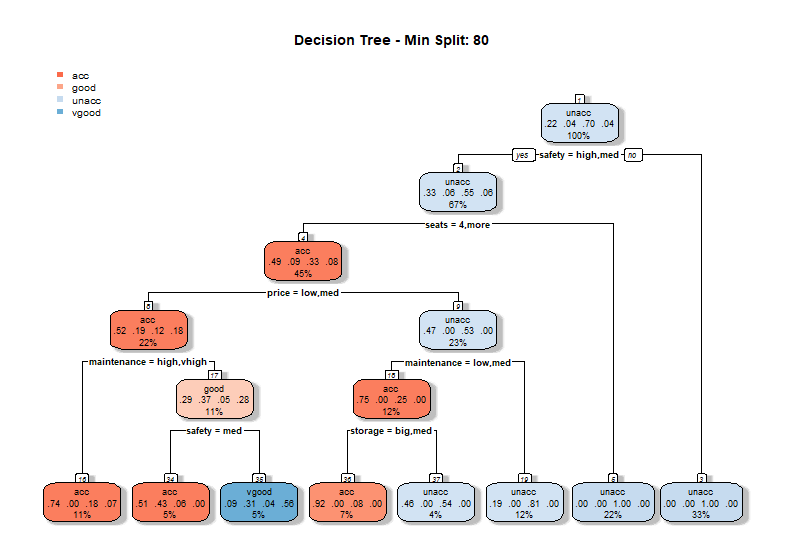 Decision Tree - Min Split: 80
acc
good
unacc
vgood
1
unacc
.22 .04 .70 .04
100%
yes safety = high,med no
2
unacc
.33 .06 .55 .06
67%
seats = 4,more
4
acc
.49 .09 .33 .08
45%
price = low,med
8
acc
.52 .19 .12 .18
22%
9
unacc
.47 .00 .53 .00
23%
maintenance = high,vhigh
maintenance = low,med
17
good
.29 .37 .05 .28
11%
18
acc
.75 .00 .25 .00
12%
safety = med
storage = big,med
16
acc
.74 .00 .18 .07
11%
34
acc
.51 .43 .06 .00
5%
35
vgood
.09 .31 .04 .56
5%
36
acc
.92 .00 .08 .00
7%
37
unacc
.46 .00 .54 .00
4%
19
unacc
.19 .00 .81 .00
12%
5
unacc
.00 .00 1.00 .00
22%
3
unacc
.00 .00 1.00 .00
33%